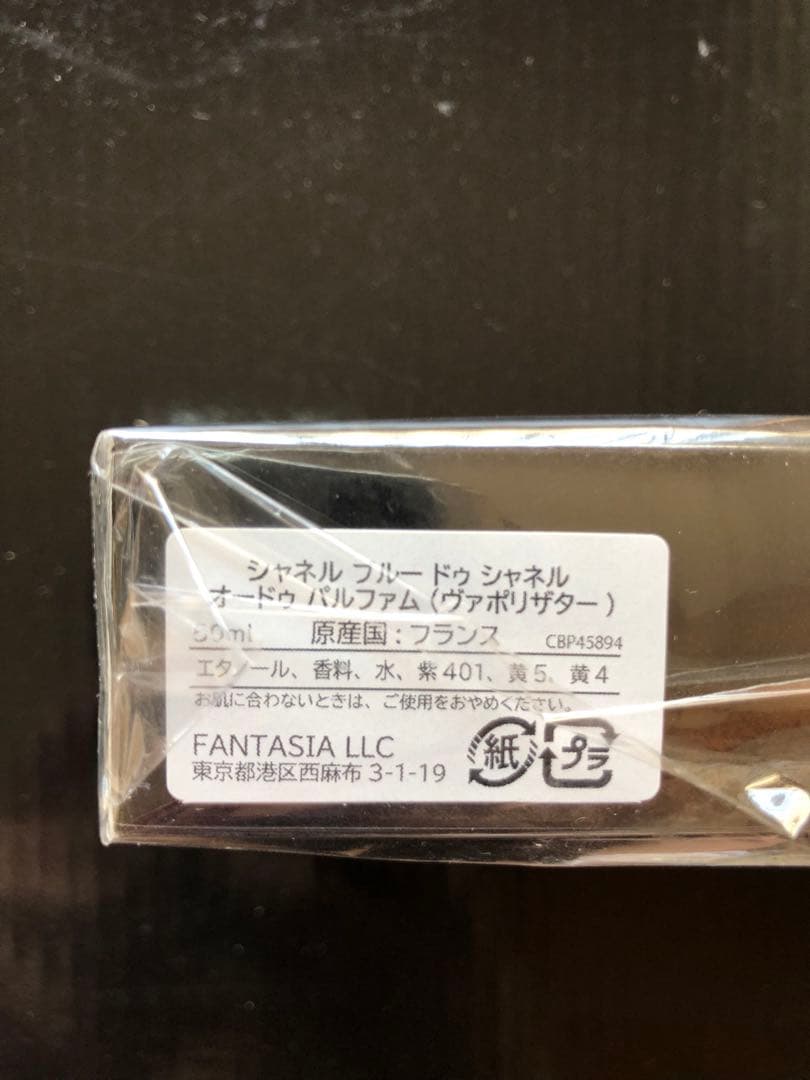 シャネル ブルー ドゥ シャネル
オードゥ パルファム (ヴァポリザター)
50ml 原産国:フランス CBP45894
エタノール、香料、水、紫401、黄5、黄4
お肌に合わないときは、ご使用をおやめください。
FANTASIA LLC
東京都港区西麻布 3-1-19
紙 プラ